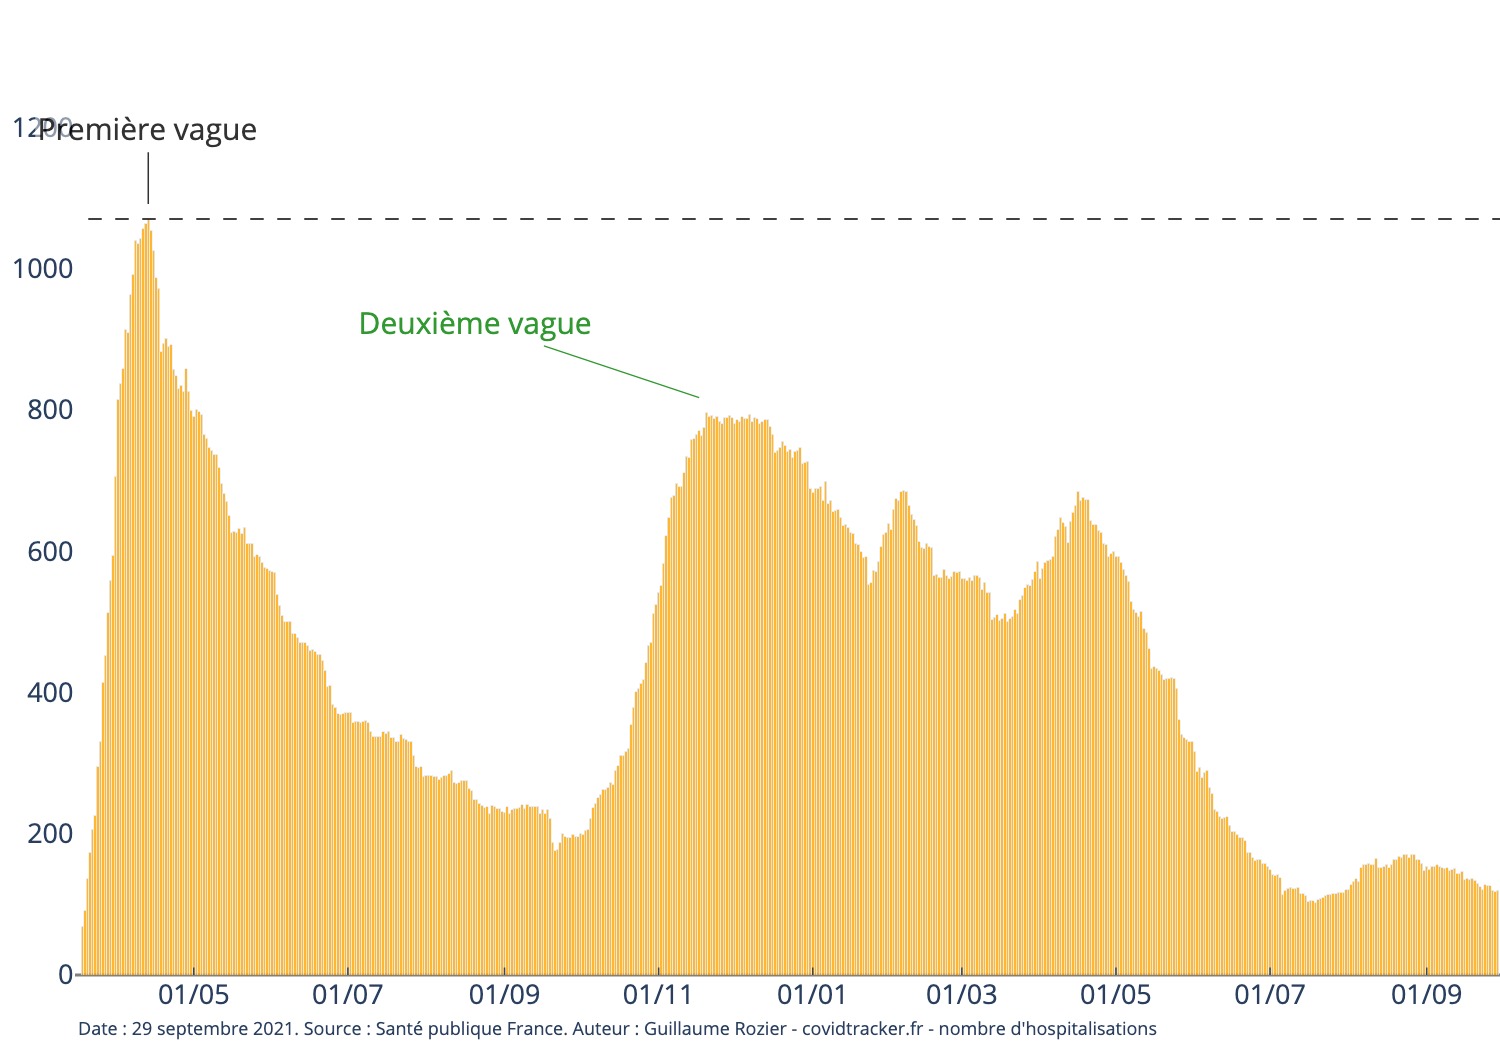 1200
Première vague
1000
Deuxième vague
800
600
400
200
0
01/05 01/07 01/09 01/11 01/01 01/03 01/05 01/07 01/09
Date : 29 septembre 2021. Source : Santé publique France. Auteur : Guillaume Rozier - covidtracker.fr - nombre d'hospitalisations